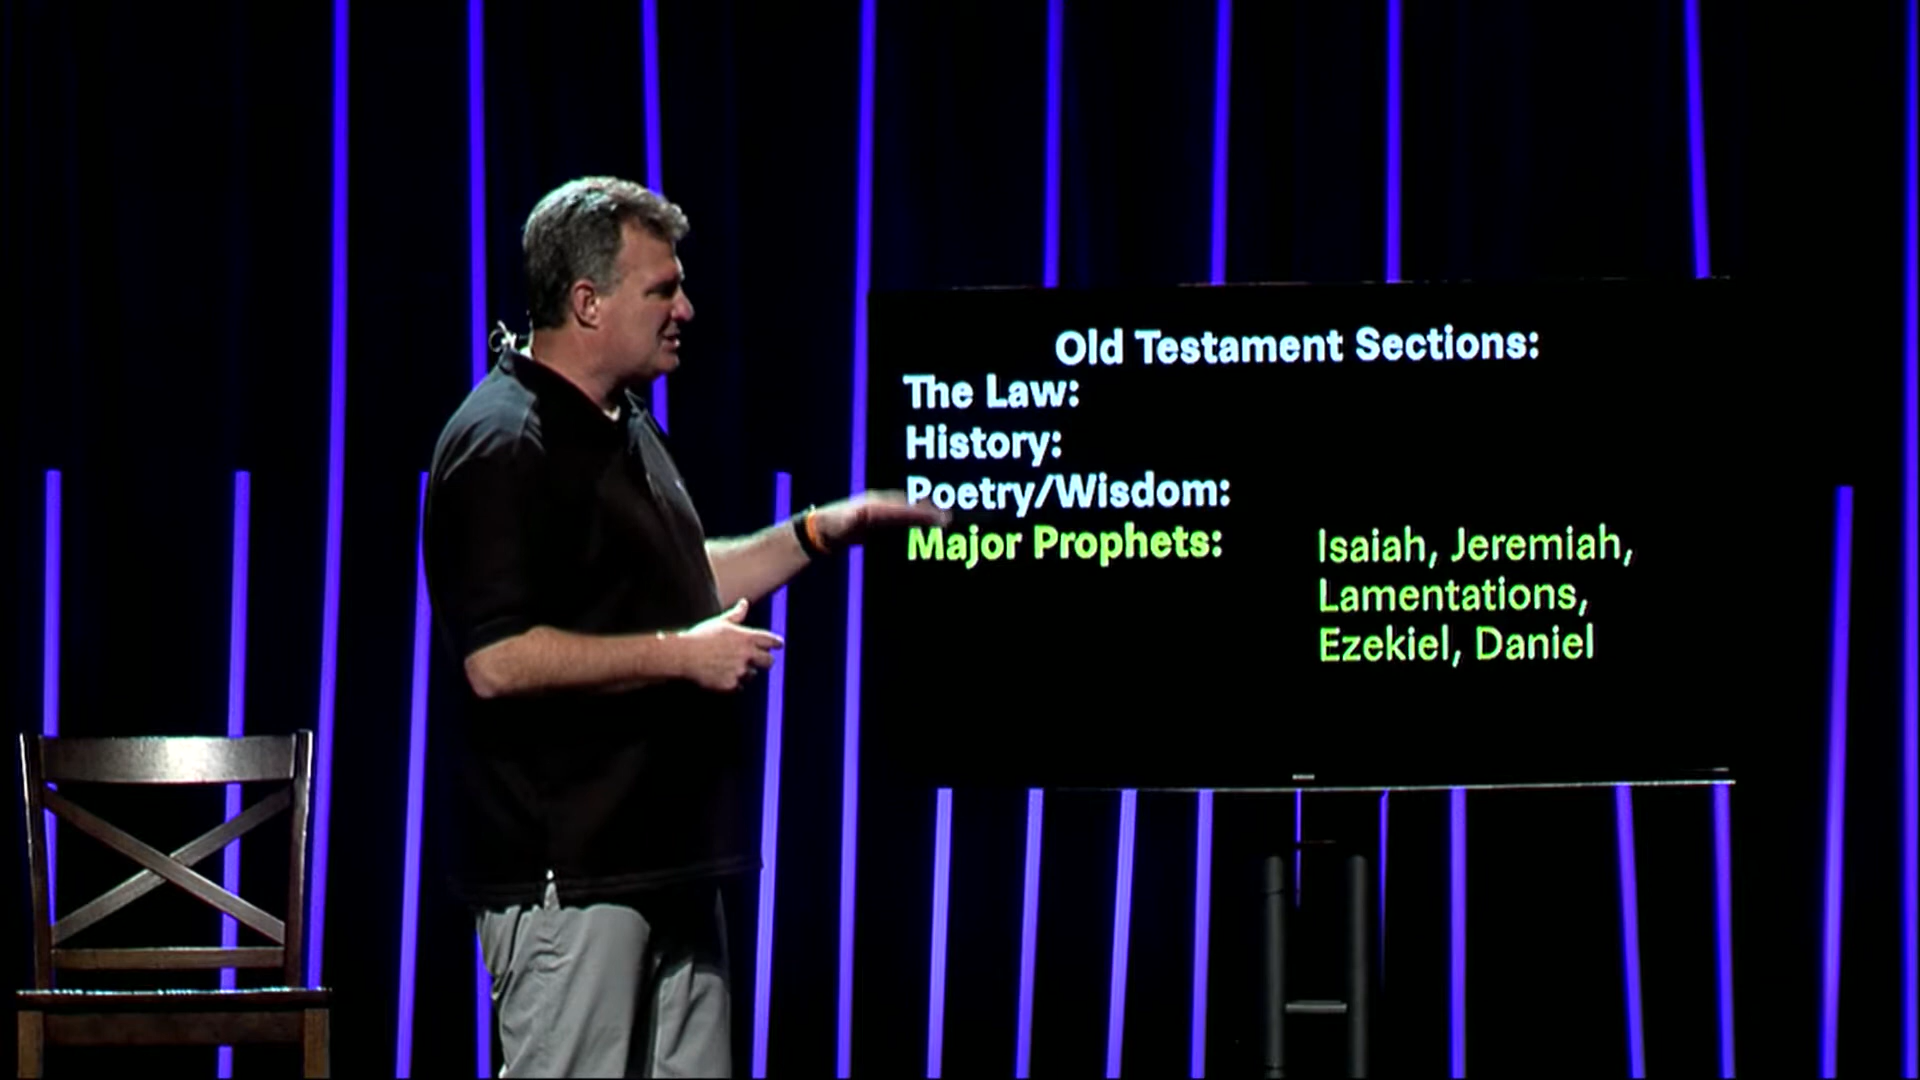 Old Testament Sections:
The Law:
History:
Poetry/Wisdom:
Major Prophets: Isaiah, Jeremiah,
Lamentations,
Ezekiel, Daniel